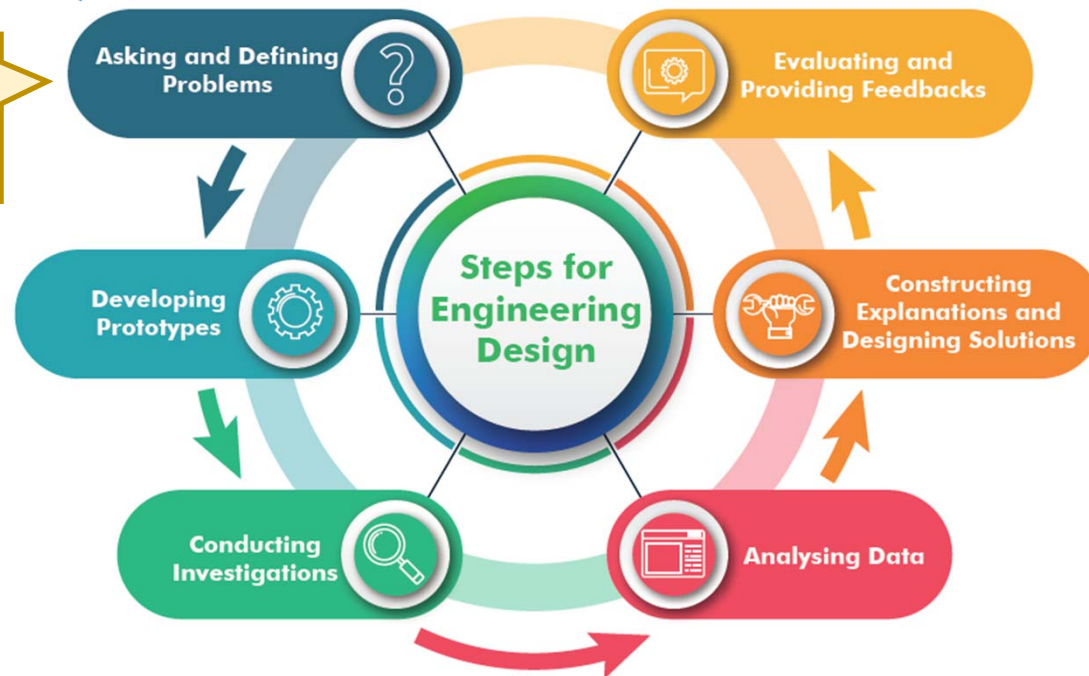 Asking and Defining
Problems
Evaluating and
Providing Feedbacks
Steps for
Engineering
Design
Developing
Prototypes
Constructing
Explanations and
Designing Solutions
Conducting
Investigations
Analysing Data